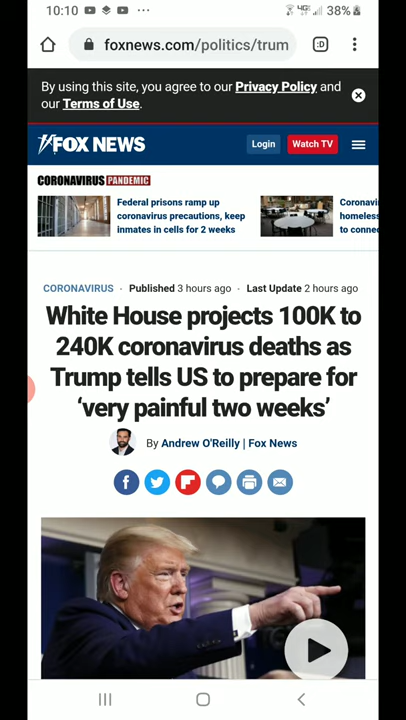 10:10
4G
38%
foxnews.com/politics/trum
:D
By using this site, you agree to our Privacy Policy and
our Terms of Use.
FOX NEWS
Login
Watch TV
CORONAVIRUS PANDEMIC
Federal prisons ramp up
coronavirus precautions, keep
inmates in cells for 2 weeks
Coronavi
homeless
to connec
CORONAVIRUS · Published 3 hours ago · Last Update 2 hours ago
White House projects 100K to
240K coronavirus deaths as
Trump tells US to prepare for
‘very painful two weeks’
By Andrew O'Reilly | Fox News